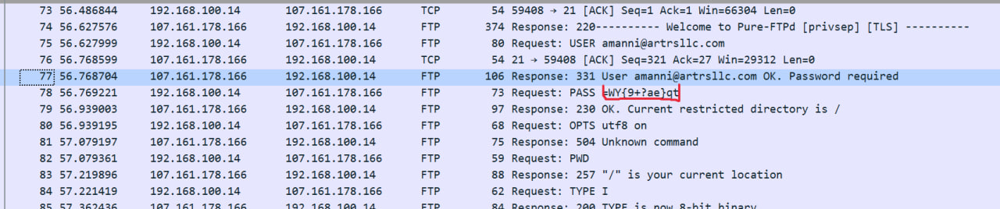 73 56.486844 192.168.100.14 107.161.178.166 TCP 54 59408 → 21 [ACK] Seq=1 Ack=1 Win=66304 Len=0
74 56.627576 107.161.178.166 192.168.100.14 FTP 374 Response: 220---------- Welcome to Pure-FTPd [privsep] [TLS] ----------
75 56.627999 192.168.100.14 107.161.178.166 FTP 80 Request: USER amanni@artrsllc.com
76 56.768599 107.161.178.166 192.168.100.14 TCP 54 21 → 59408 [ACK] Seq=321 Ack=27 Win=29312 Len=0
77 56.768704 107.161.178.166 192.168.100.14 FTP 106 Response: 331 User amanni@artrsllc.com OK. Password required
78 56.769221 192.168.100.14 107.161.178.166 FTP 73 Request: PASS =WY{9+?ae}qt
79 56.939003 107.161.178.166 192.168.100.14 FTP 97 Response: 230 OK. Current restricted directory is /
80 56.939195 192.168.100.14 107.161.178.166 FTP 68 Request: OPTS utf8 on
81 57.079197 107.161.178.166 192.168.100.14 FTP 75 Response: 504 Unknown command
82 57.079361 192.168.100.14 107.161.178.166 FTP 59 Request: PWD
83 57.219896 107.161.178.166 192.168.100.14 FTP 88 Response: 257 "/" is your current location
84 57.221419 192.168.100.14 107.161.178.166 FTP 62 Request: TYPE I
85 57.362436 107.161.178.166 192.168.100.14 FTP 84 Response: 200 TYPE is now 8-bit binary